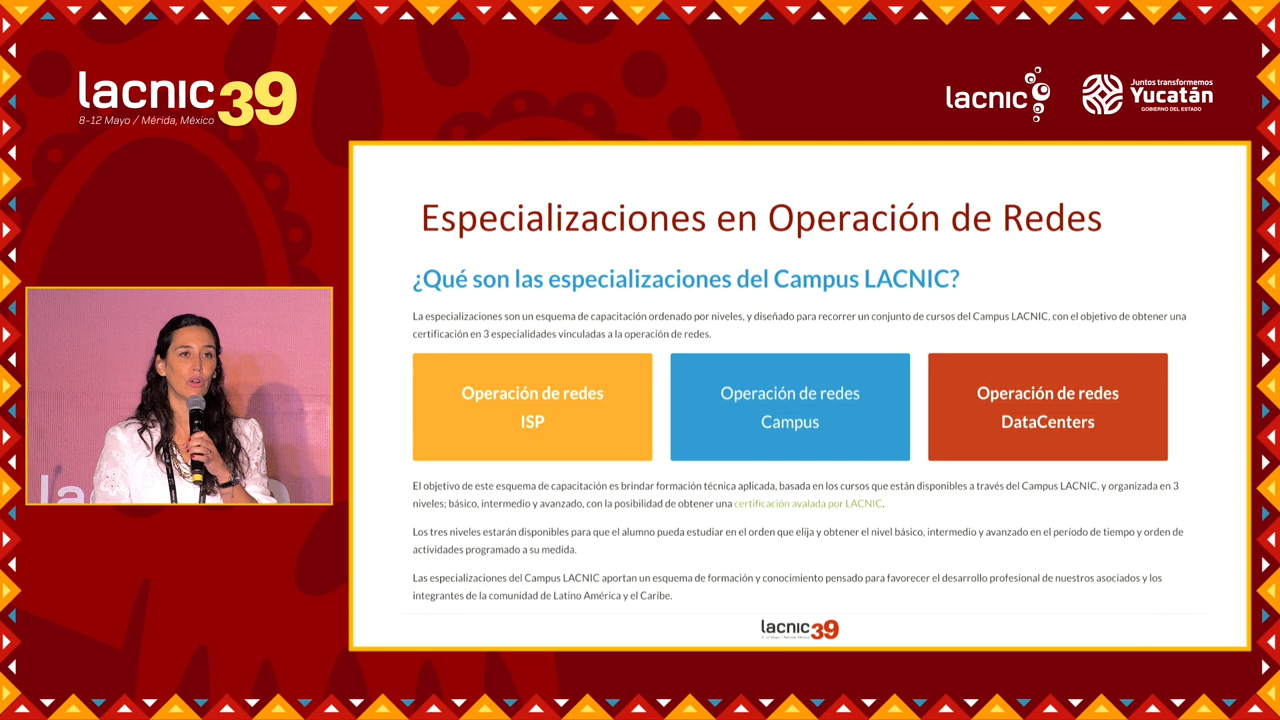 lacnic 39
8-12 Mayo / Mérida, México
lacnic
Juntos transformemos
Yucatán
GOBIERNO DEL ESTADO
Especializaciones en Operación de Redes
¿Qué son las especializaciones del Campus LACNIC?
La especializaciones son un esquema de capacitación ordenado por niveles, y diseñado para recorrer un conjunto de cursos del Campus LACNIC, con el objetivo de obtener una
certificación en 3 especialidades vinculadas a la operación de redes.
Operación de redes
ISP
Operación de redes
Campus
Operación de redes
DataCenters
El objetivo de este esquema de capacitación es brindar formación técnica aplicada, basada en los cursos que están disponibles a través del Campus LACNIC, y organizada en 3
niveles; básico, intermedio y avanzado, con la posibilidad de obtener una certificación avalada por LACNIC.
Los tres niveles estarán disponibles para que el alumno pueda estudiar en el orden que elija y obtener el nivel básico, intermedio y avanzado en el período de tiempo y orden de
actividades programado a su medida.
Las especializaciones del Campus LACNIC aportan un esquema de formación y conocimiento pensado para favorecer el desarrollo profesional de nuestros asociados y los
integrantes de la comunidad de Latino América y el Caribe.
lacnic 39
la